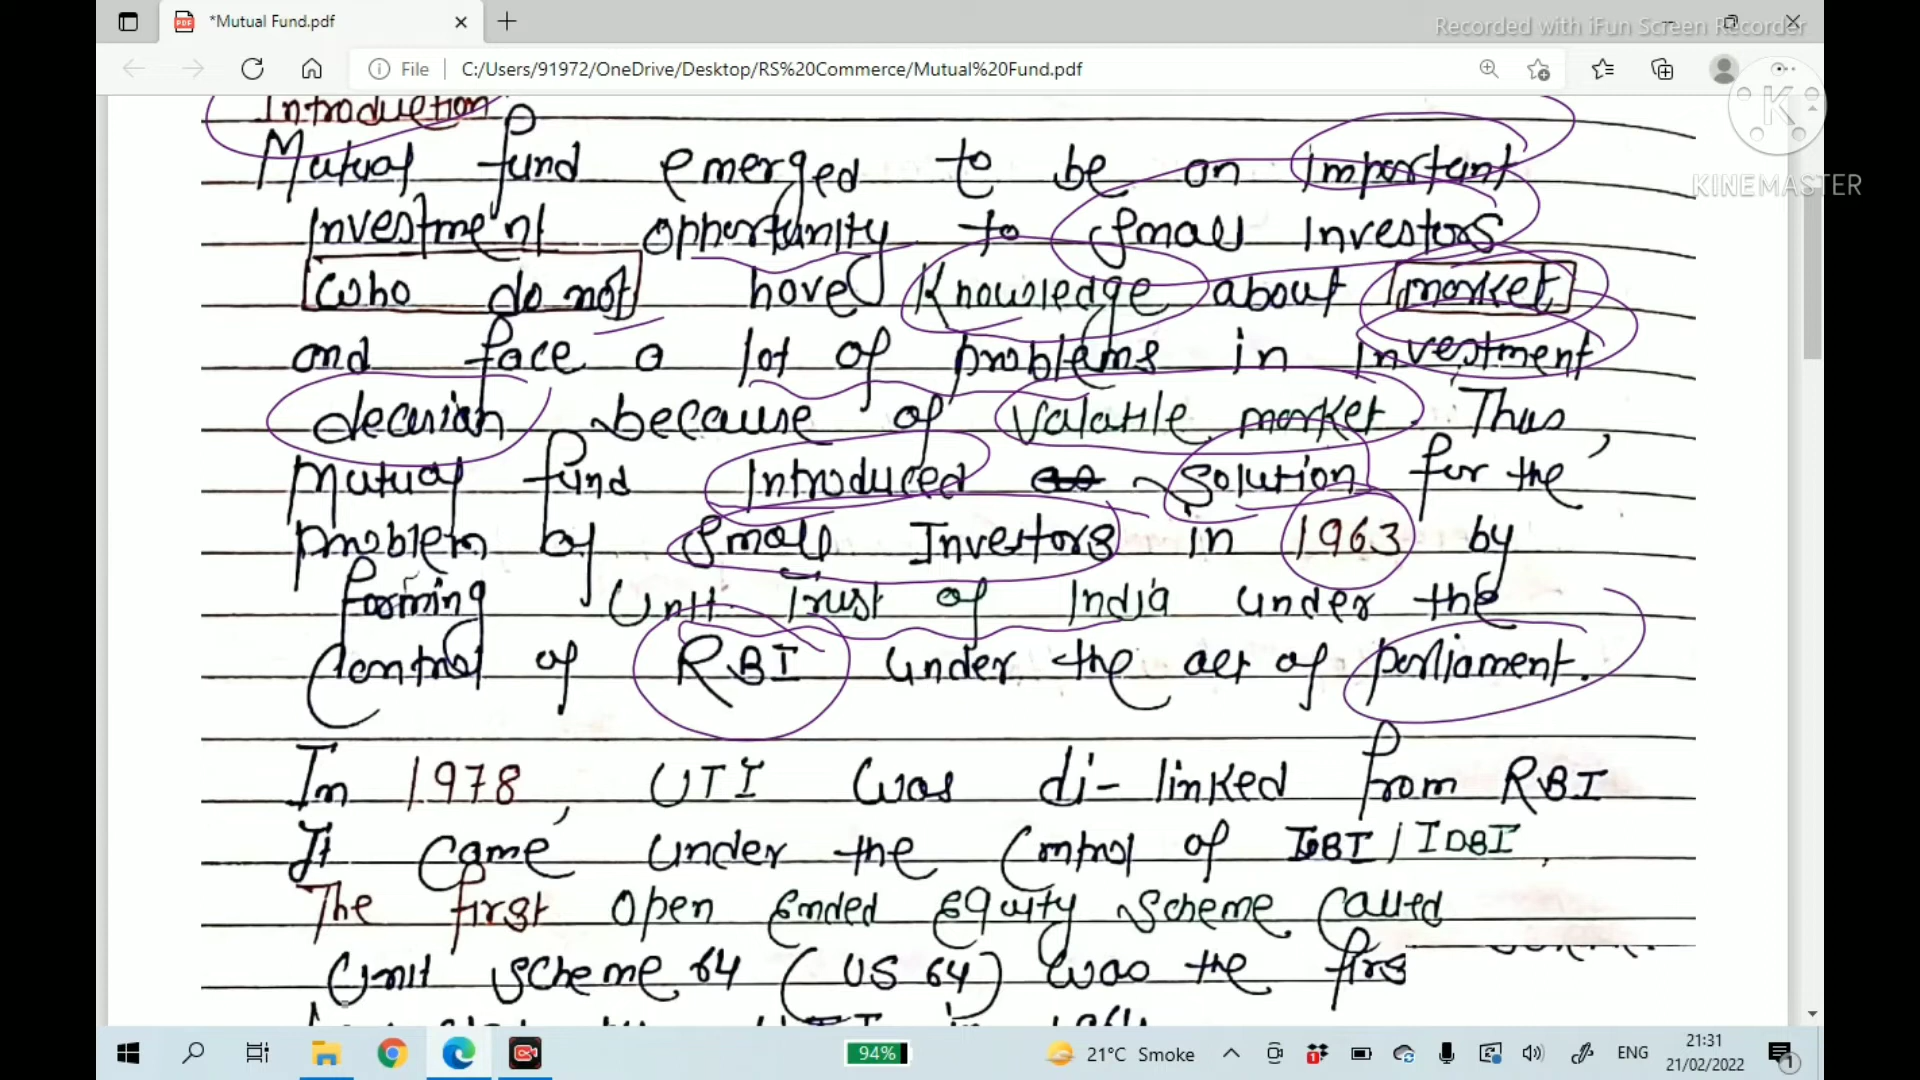 *Mutual Fund.pdf
Recorded with iFun Screen Recorder
File
C:/Users/91972/OneDrive/Desktop/RS%20Commerce/Mutual%20Fund.pdf
KINEMASTER
Introduction
Mutual fund emerged to be an important
Investment opportunity to small Investors
who do not have Knowledge about market
and face a lot of problems in Investment
decision because of valatile market. Thus,
Mutual fund Introduced solution for the
problem of small Investors in 1963 by
forming Unit Trust of India under the
Control of RBI under the act of parliament.
In 1978, UTI was di-linked from RBI
It came under the Control of IDBI / IDBI,
The first open Ended Equity Scheme Called
Unit Scheme 64 (US 64) was the firs
94%
21°C Smoke
ENG
21:31
21/02/2022
1